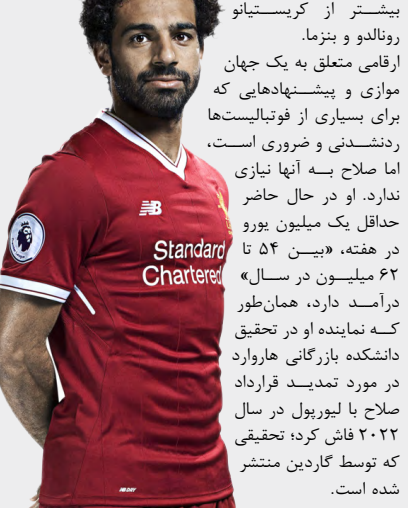 بیشتر از کریستیانو
رونالدو و بنزما.
ارقامی متعلق به یک جهان
موازی و پیشنهادهایی که
برای بسیاری از فوتبالیست‌ها
ردنشدنی و ضروری است،
اما صلاح به آنها نیازی
ندارد. او در حال حاضر
حداقل یک میلیون یورو
در هفته، «بین ۵۴ تا
۶۲ میلیون در سال»
درآمد دارد، همان‌طور
که نماینده او در تحقیق
دانشکده بازرگانی هاروارد
در مورد تمدید قرارداد
صلاح با لیورپول در سال
۲۰۲۲ فاش کرد؛ تحقیقی
که توسط گاردین منتشر
شده است.
NB
Standard
Chartered
NB DRY